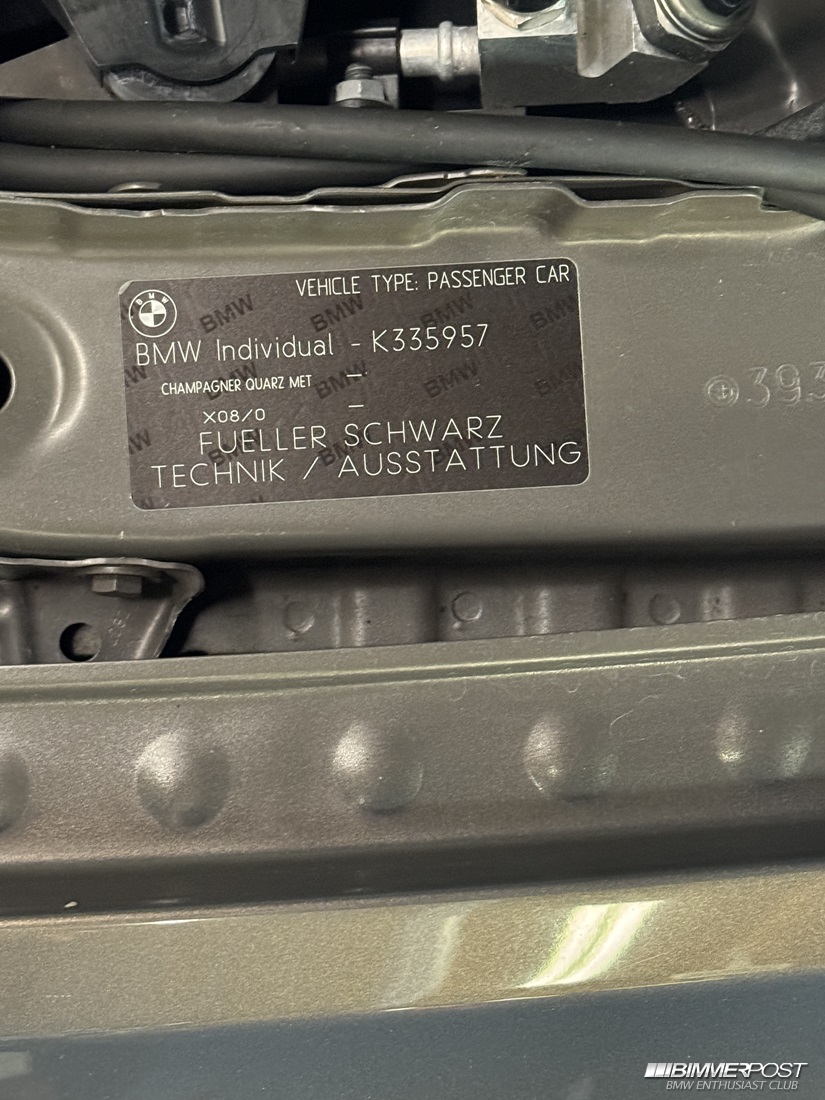 VEHICLE TYPE: PASSENGER CAR
BMW
BMW Individual - K335957
CHAMPAGNER QUARZ MET -
X08/0 -
FUELLER SCHWARZ
TECHNIK / AUSSTATTUNG
393
BIMMERPOST
BMW ENTHUSIAST CLUB